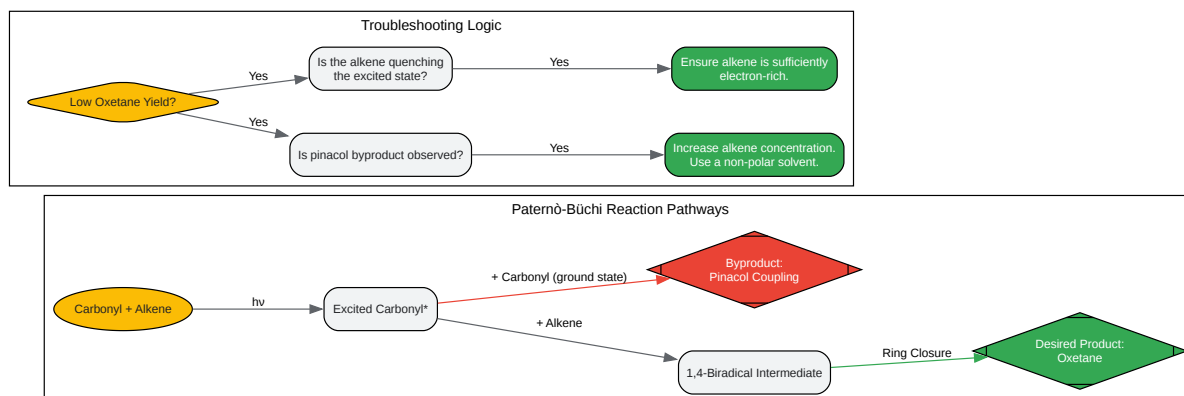 Troubleshooting Logic
Low Oxetane Yield?
Yes
Is the alkene quenching
the excited state?
Yes
Ensure alkene is sufficiently
electron-rich.
Yes
Is pinacol byproduct observed?
Yes
Increase alkene concentration.
Use a non-polar solvent.
Paternò-Büchi Reaction Pathways
Carbonyl + Alkene
hν
Excited Carbonyl*
+ Carbonyl (ground state)
Byproduct:
Pinacol Coupling
+ Alkene
1,4-Biradical Intermediate
Ring Closure
Desired Product:
Oxetane